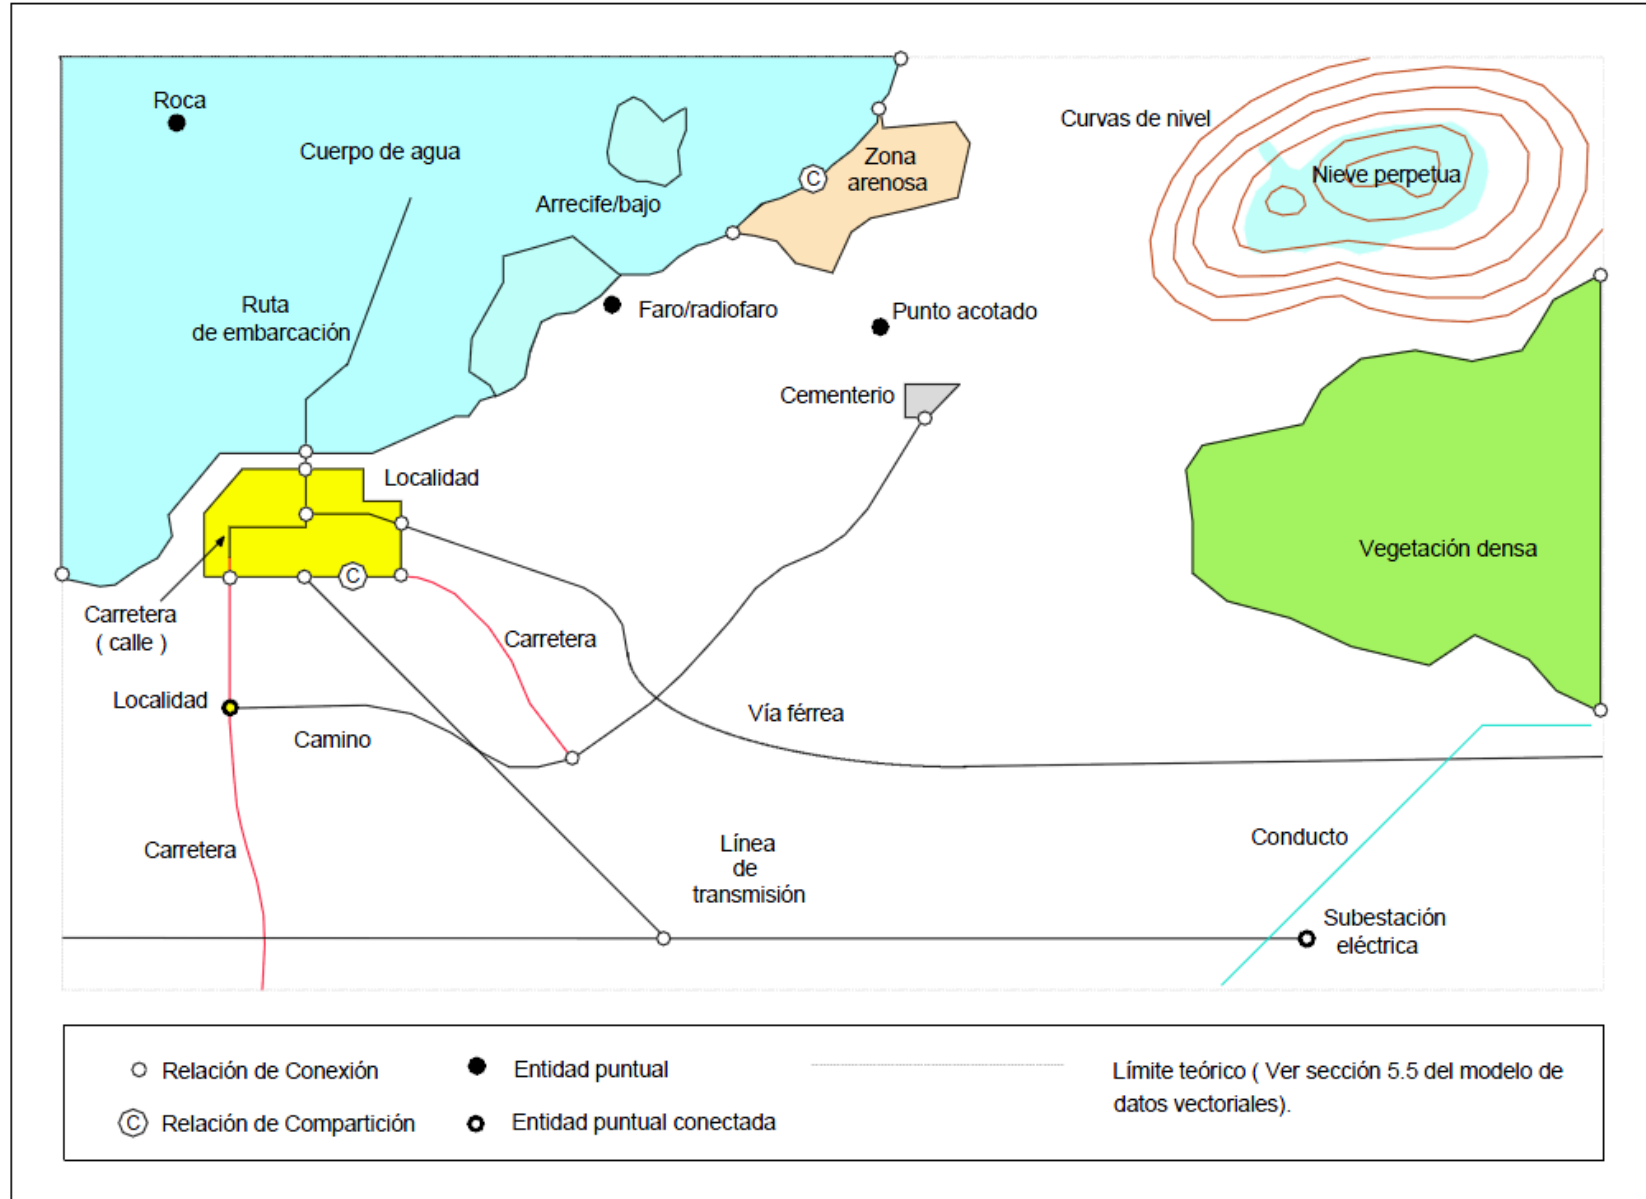 Roca
Cuerpo de agua
Curvas de nivel
Zona
arenosa
C
Nieve perpetua
Arrecife/bajo
Ruta
de embarcación
Faro/radiofaro
Punto acotado
Cementerio
Localidad
Vegetación densa
C
Carretera
( calle )
Carretera
Localidad
Camino
Vía férrea
Carretera
Línea
de
transmisión
Conducto
Subestación
eléctrica
Relación de Conexión
Entidad puntual
Límite teórico ( Ver sección 5.5 del modelo de
datos vectoriales).
C
Relación de Compartición
Entidad puntual conectada